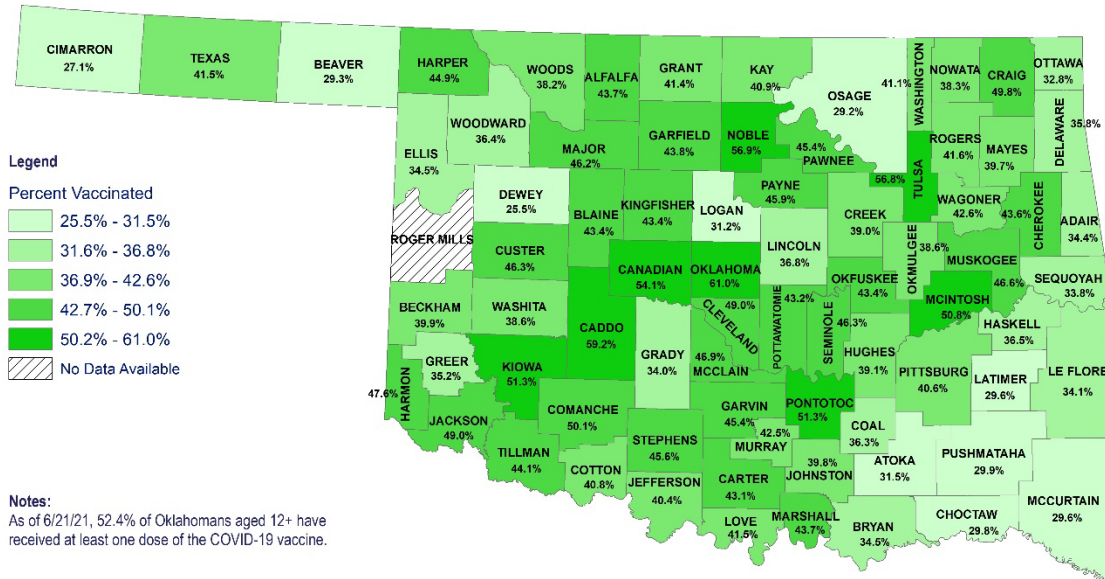 CIMARRON
27.1%
TEXAS
41.5%
BEAVER
29.3%
HARPER
44.9%
WOODS
38.2%
ALFALFA
43.7%
GRANT
41.4%
KAY
40.9%
OSAGE
29.2%
WASHINGTON
41.1%
NOWATA
38.3%
CRAIG
49.8%
OTTAWA
32.8%
ELLIS
34.5%
WOODWARD
36.4%
MAJOR
46.2%
GARFIELD
43.8%
NOBLE
56.9%
PAWNEE
45.4%
TULSA
56.8%
ROGERS
41.6%
MAYES
39.7%
DELAWARE
35.8%
Legend
Percent Vaccinated
25.5% - 31.5%
31.6% - 36.8%
36.9% - 42.6%
42.7% - 50.1%
50.2% - 61.0%
No Data Available
ROGER MILLS
DEWEY
25.5%
BLAINE
43.4%
KINGFISHER
43.4%
LOGAN
31.2%
PAYNE
45.9%
CREEK
39.0%
WAGONER
42.6%
CHEROKEE
43.6%
ADAIR
34.4%
CUSTER
46.3%
CANADIAN
54.1%
OKLAHOMA
61.0%
LINCOLN
36.8%
OKFUSKEE
43.4%
OKMULGEE
38.6%
MUSKOGEE
46.6%
SEQUOYAH
33.8%
BECKHAM
39.9%
WASHITA
38.6%
CADDO
59.2%
GRADY
34.0%
CLEVELAND
49.0%
POTTAWATOMIE
43.2%
SEMINOLE
46.3%
HUGHES
39.1%
MCINTOSH
50.8%
HASKELL
36.5%
GREER
35.2%
KIOWA
51.3%
MCCLAIN
46.9%
PITTSBURG
40.6%
LATIMER
29.6%
LE FLORE
34.1%
HARMON
47.6%
JACKSON
49.0%
COMANCHE
50.1%
GARVIN
45.4%
PONTOTOC
51.3%
COAL
36.3%
TILLMAN
44.1%
COTTON
40.8%
STEPHENS
45.6%
MURRAY
42.5%
JOHNSTON
39.8%
ATOKA
31.5%
PUSHMATAHA
29.9%
JEFFERSON
40.4%
CARTER
43.1%
LOVE
41.5%
MARSHALL
43.7%
BRYAN
34.5%
CHOCTAW
29.8%
MCCURTAIN
29.6%
Notes:
As of 6/21/21, 52.4% of Oklahomans aged 12+ have
received at least one dose of the COVID-19 vaccine.